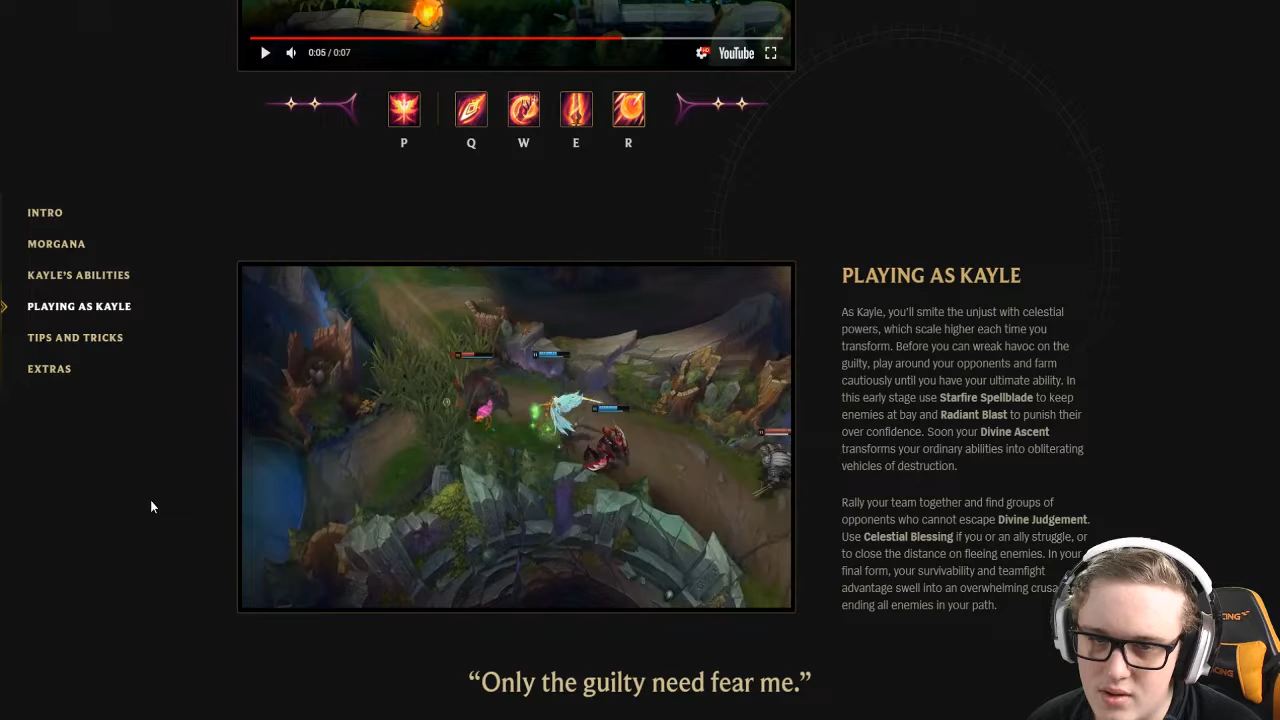 0:05 / 0:07
HD
YouTube
P
Q
W
E
R
INTRO
MORGANA
KAYLE'S ABILITIES
PLAYING AS KAYLE
TIPS AND TRICKS
EXTRAS
PLAYING AS KAYLE
As Kayle, you'll smite the unjust with celestial
powers, which scale higher each time you
transform. Before you can wreak havoc on the
guilty, play around your opponents and farm
cautiously until you have your ultimate ability. In
this early stage use Starfire Spellblade to keep
enemies at bay and Radiant Blast to punish their
over confidence. Soon your Divine Ascent
transforms your ordinary abilities into obliterating
vehicles of destruction.
Rally your team together and find groups of
opponents who cannot escape Divine Judgement.
Use Celestial Blessing if you or an ally struggle, or
to close the distance on fleeing enemies. In your
final form, your survivability and teamfight
advantage swell into an overwhelming
ending all enemies in your path.
“Only the guilty need fear me.”